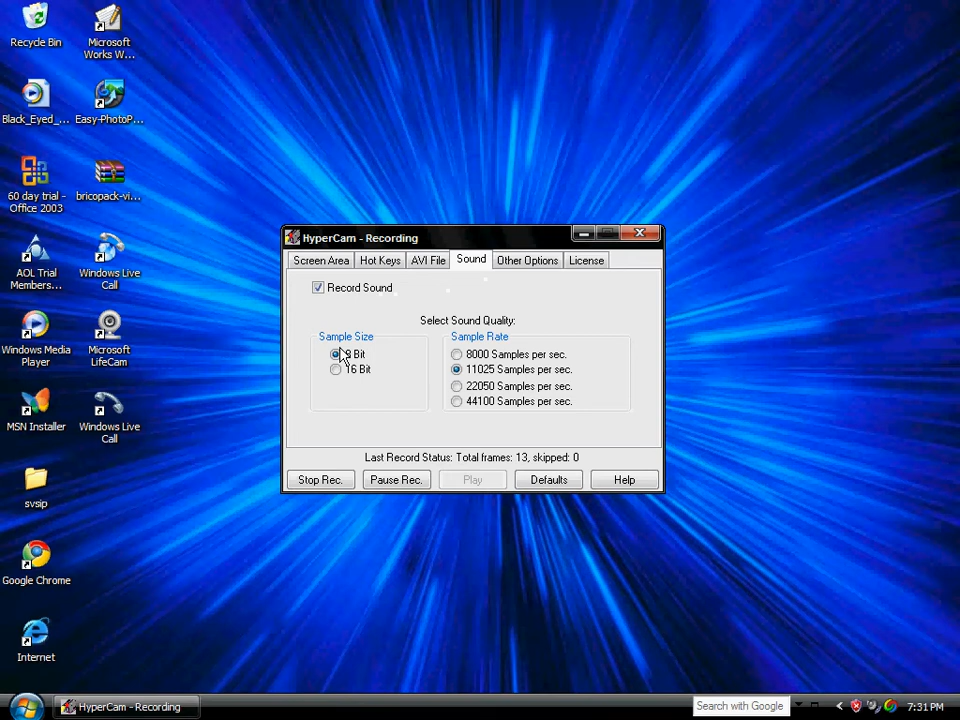 Recycle Bin
Microsoft
Works W...
Black_Eyed_...
Easy-PhotoP...
60 day trial -
Office 2003
bricopack-vi...
AOL Trial
Members...
Windows Live
Call
Windows Media
Player
Microsoft
LifeCam
MSN Installer
Windows Live
Call
svsip
Google Chrome
Internet
HyperCam - Recording
Screen Area
Hot Keys
AVI File
Sound
Other Options
License
Record Sound
Select Sound Quality:
Sample Size
8 Bit
16 Bit
Sample Rate
8000 Samples per sec.
11025 Samples per sec.
22050 Samples per sec.
44100 Samples per sec.
Last Record Status: Total frames: 13, skipped: 0
Stop Rec.
Pause Rec.
Play
Defaults
Help
HyperCam - Recording
Search with Google
7:31 PM